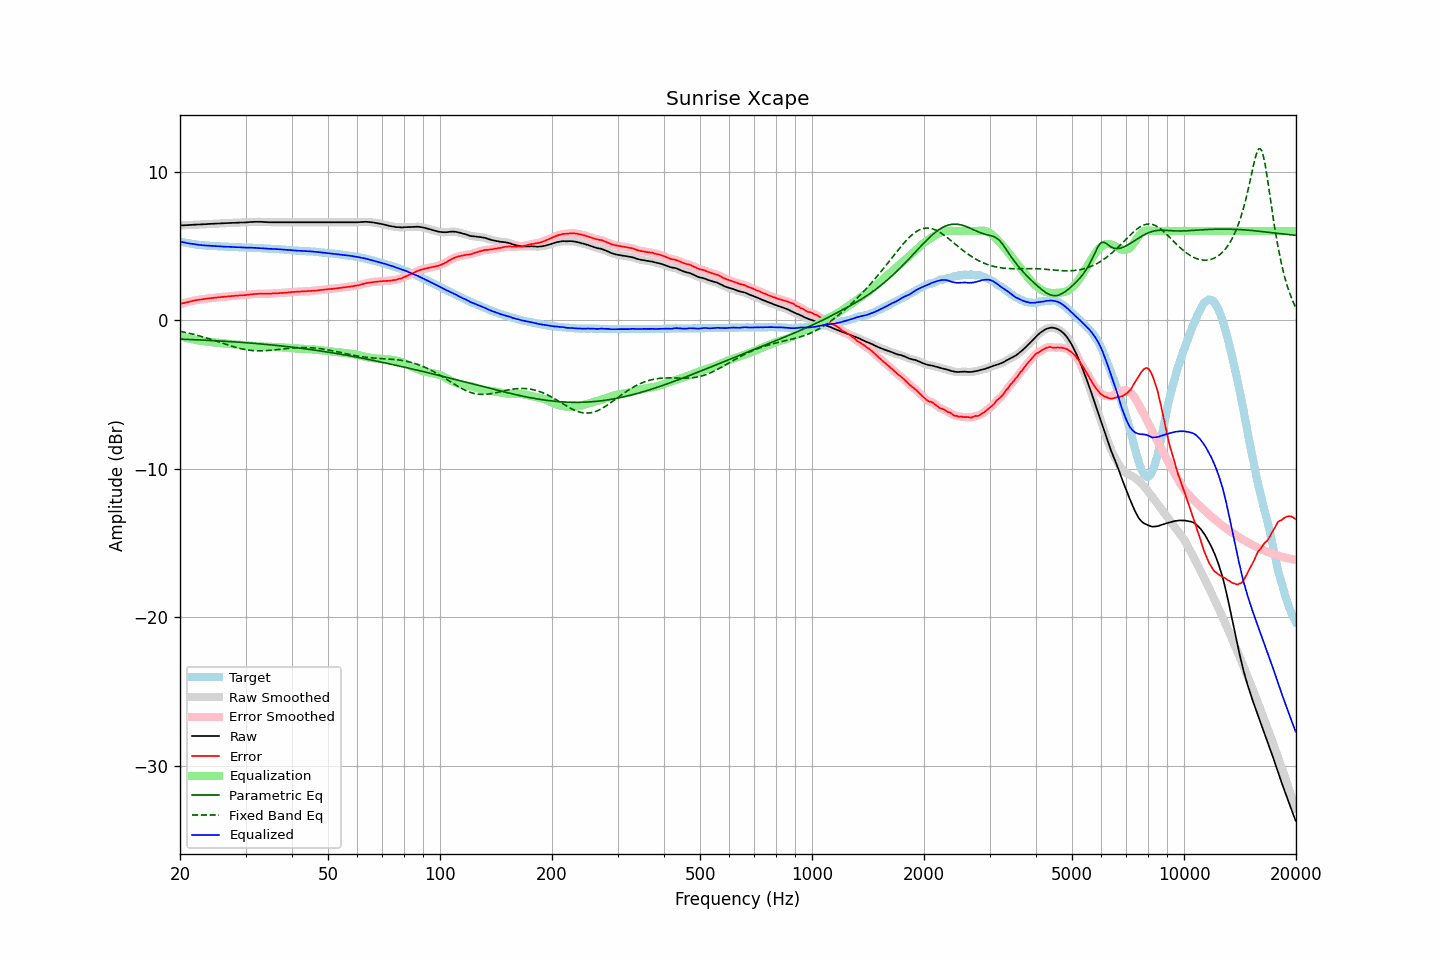 Sunrise Xcape
10
0
−10
−20
−30
Amplitude (dBr)
Target
Raw Smoothed
Error Smoothed
Raw
Error
Equalization
Parametric Eq
Fixed Band Eq
Equalized
20 50 100 200 500 1000 2000 5000 10000 20000
Frequency (Hz)